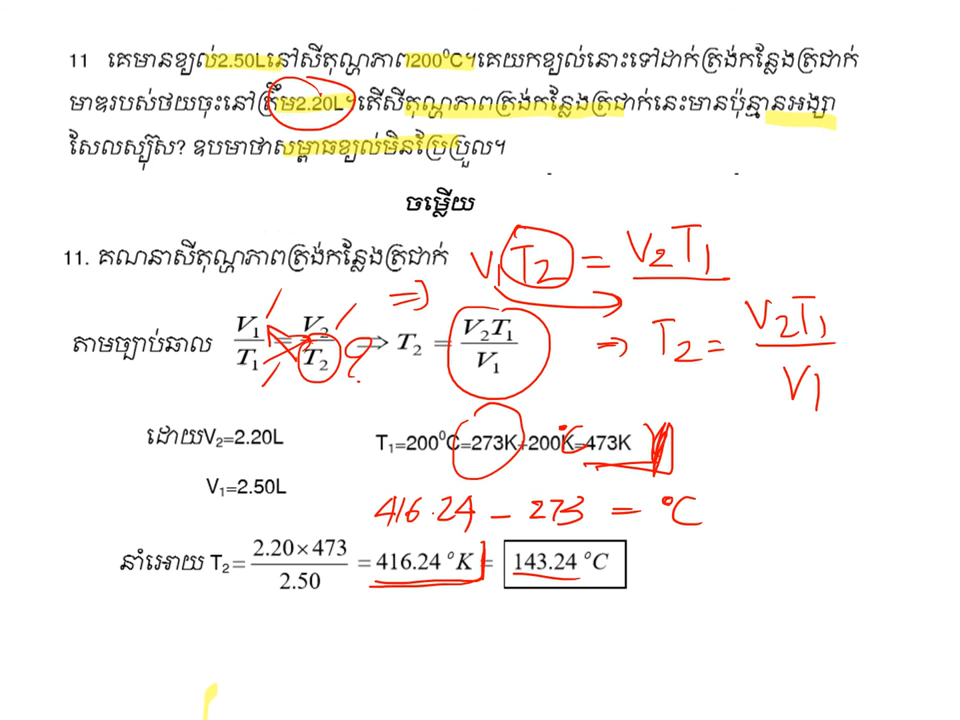 11 គេមានខ្យល់2.50Lនៅសីតុណ្ហភាព200⁰C។គេយកខ្យល់នោះទៅដាក់ត្រង់កន្លែងត្រជាក់
មាឌរបស់ថយចុះនៅត្រឹម2.20L។តើសីតុណ្ហភាពត្រង់កន្លែងត្រជាក់នេះមានប៉ុន្មានអង្សា
សែលស្យ៊ុស? ឧបមាថាសម្ពាធខ្យល់មិនប្រែប្រួល។
ចម្លើយ
11. គណនាសីតុណ្ហភាពត្រង់កន្លែងត្រជាក់
V₁T₂ = V₂T₁
តាមច្បាប់ឆាល V₁/T₁ = V₂/T₂ ? ⇒ T₂ = V₂T₁/V₁ ⇒ T₂ = V₂T₁/V₁
ដោយV₂=2.20L T₁=200⁰C=273K+200K=473K
V₁=2.50L
416.24 – 273 = °C
នាំអោយ T₂= 2.20×473/2.50 = 416.24 °K = 143.24 °C